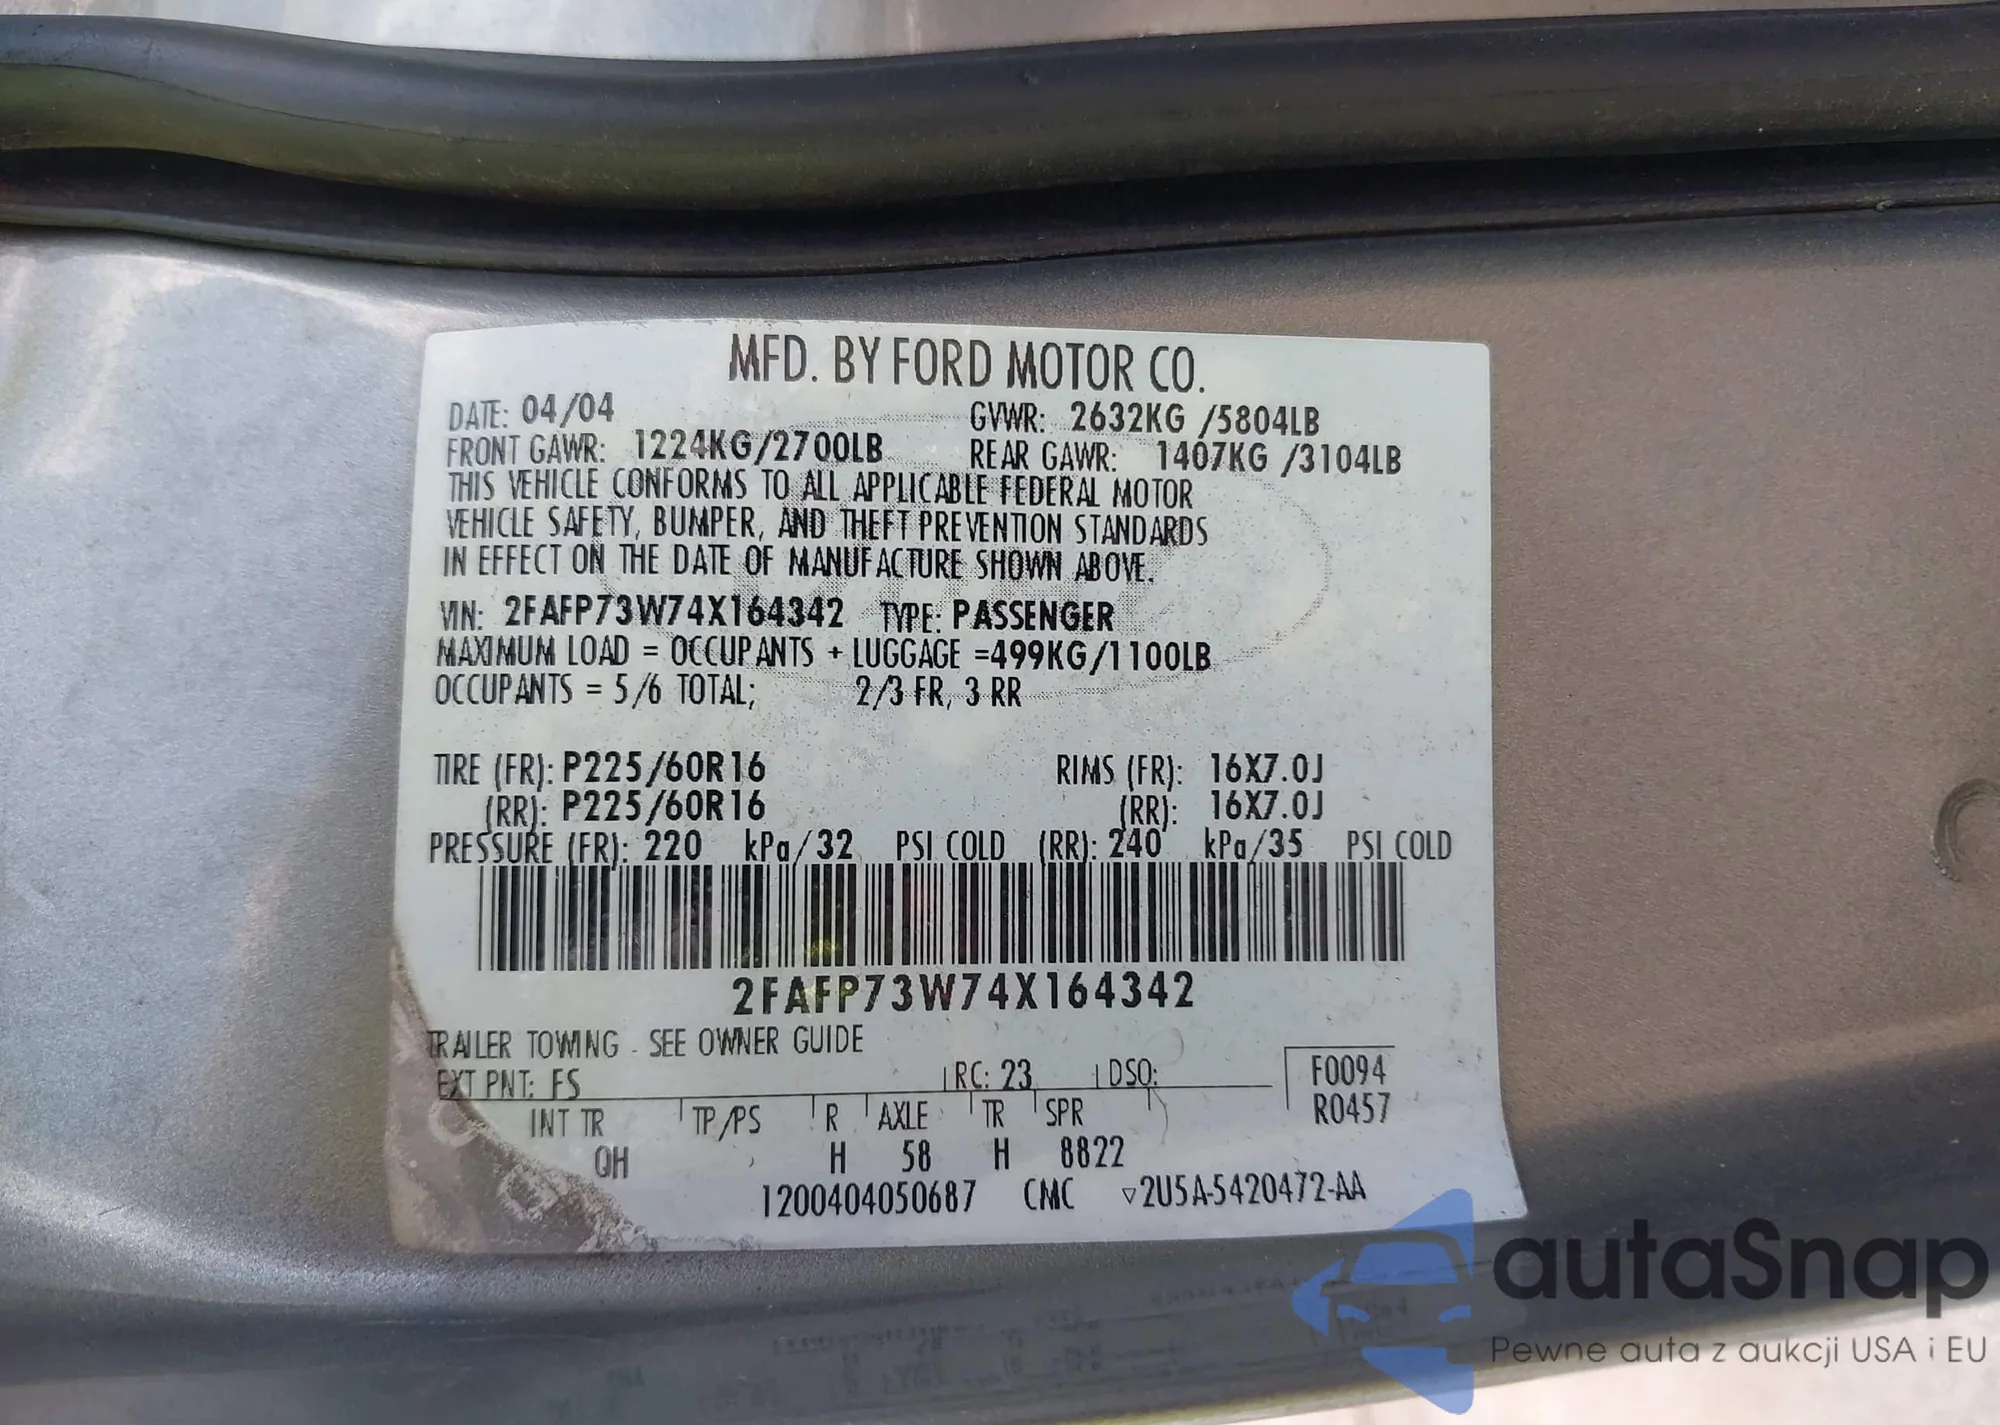 MFD. BY FORD MOTOR CO.
DATE: 04/04 GVWR: 2632KG /5804LB
FRONT GAWR: 1224KG/2700LB REAR GAWR: 1407KG /3104LB
THIS VEHICLE CONFORMS TO ALL APPLICABLE FEDERAL MOTOR
VEHICLE SAFETY, BUMPER, AND THEFT PREVENTION STANDARDS
IN EFFECT ON THE DATE OF MANUFACTURE SHOWN ABOVE.
VIN: 2FAFP73W74X164342 TYPE: PASSENGER
MAXIMUM LOAD = OCCUPANTS + LUGGAGE =499KG/1100LB
OCCUPANTS = 5/6 TOTAL; 2/3 FR, 3 RR
TIRE (FR): P225/60R16 RIMS (FR): 16X7.0J
(RR): P225/60R16 (RR): 16X7.0J
PRESSURE (FR): 220 kPa/32 PSI COLD (RR): 240 kPa/35 PSI COLD
2FAFP73W74X164342
TRAILER TOWING - SEE OWNER GUIDE
EXT PNT: FS RC: 23 DSO: F0094
INT TR TP/PS R AXLE TR SPR R0457
QH H 58 H 8822
1200404050687 CMC ▿2U5A-5420472-AA
autaSnap
Pewne auta z aukcji USA i EU